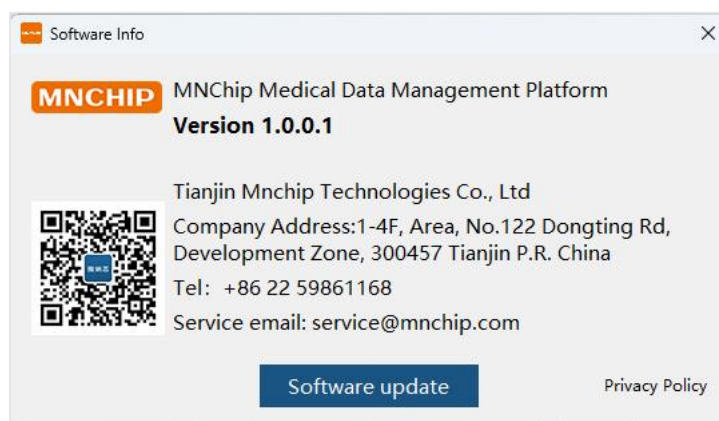 Software Info
MNCHIP
MNChip Medical Data Management Platform
Version 1.0.0.1
Tianjin Mnchip Technologies Co., Ltd
Company Address:1-4F, Area, No.122 Dongting Rd,
Development Zone, 300457 Tianjin P.R. China
Tel: +86 22 59861168
Service email: service@mnchip.com
Software update
Privacy Policy